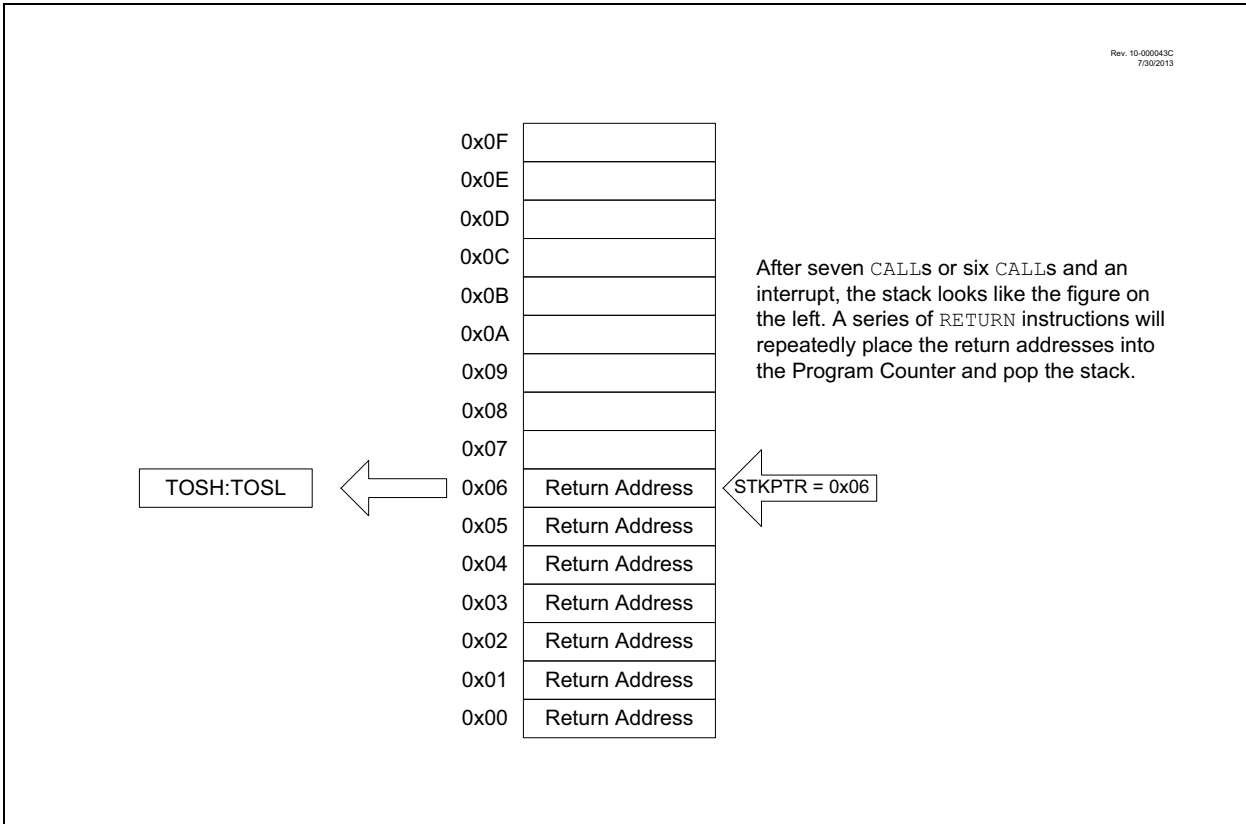 Rev. 10-000043C
7/30/2013
0x0F
0x0E
0x0D
0x0C
0x0B
0x0A
0x09
0x08
0x07
After seven CALLs or six CALLs and an
interrupt, the stack looks like the figure on
the left. A series of RETURN instructions will
repeatedly place the return addresses into
the Program Counter and pop the stack.
TOSH:TOSL 0x06 Return Address STKPTR = 0x06
0x05 Return Address
0x04 Return Address
0x03 Return Address
0x02 Return Address
0x01 Return Address
0x00 Return Address